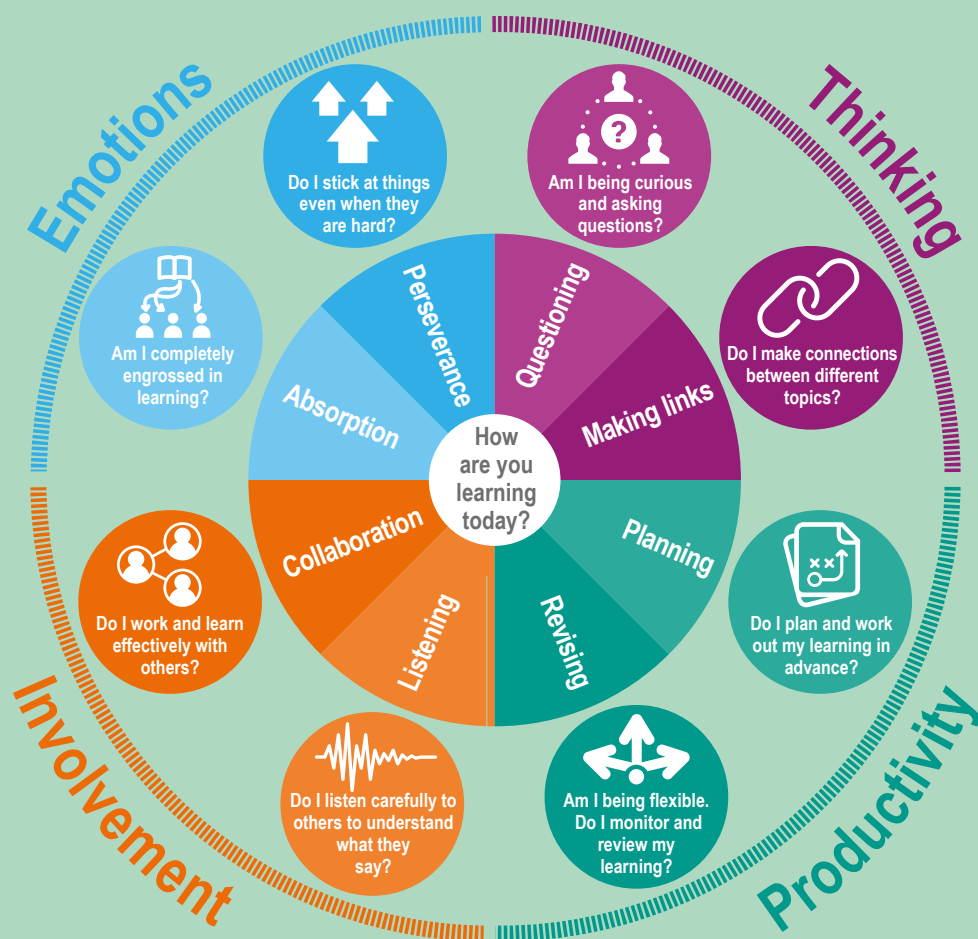 Emotions
Thinking
Do I stick at things
even when they
are hard?
?
Am I being curious
and asking
questions?
Am I completely
engrossed in
learning?
Do I make connections
between different
topics?
Perseverance
Questioning
Absorption
Making links
How
are you
learning
today?
Collaboration
Planning
Listening
Revising
Do I work and learn
effectively with
others?
Do I plan and work
out my learning in
advance?
Do I listen carefully to
others to understand
what they
say?
Am I being flexible.
Do I monitor and
review my
learning?
Involvement
Productivity